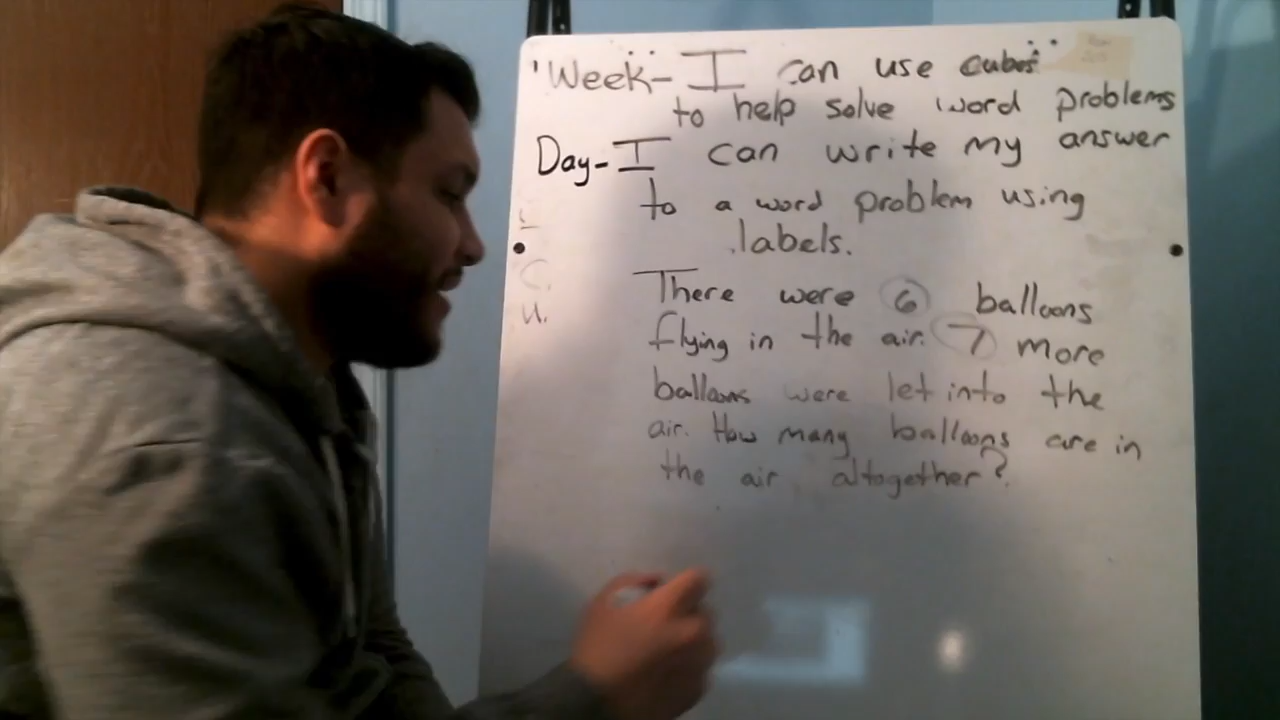 "Week- I can use cubes"
to help solve word problems
Day- I can write my answer
to a word problem using
labels.
C.
U.
There were 6 balloons
flying in the air. 7 more
balloons were let into the
air. How many balloons are in
the air altogether?